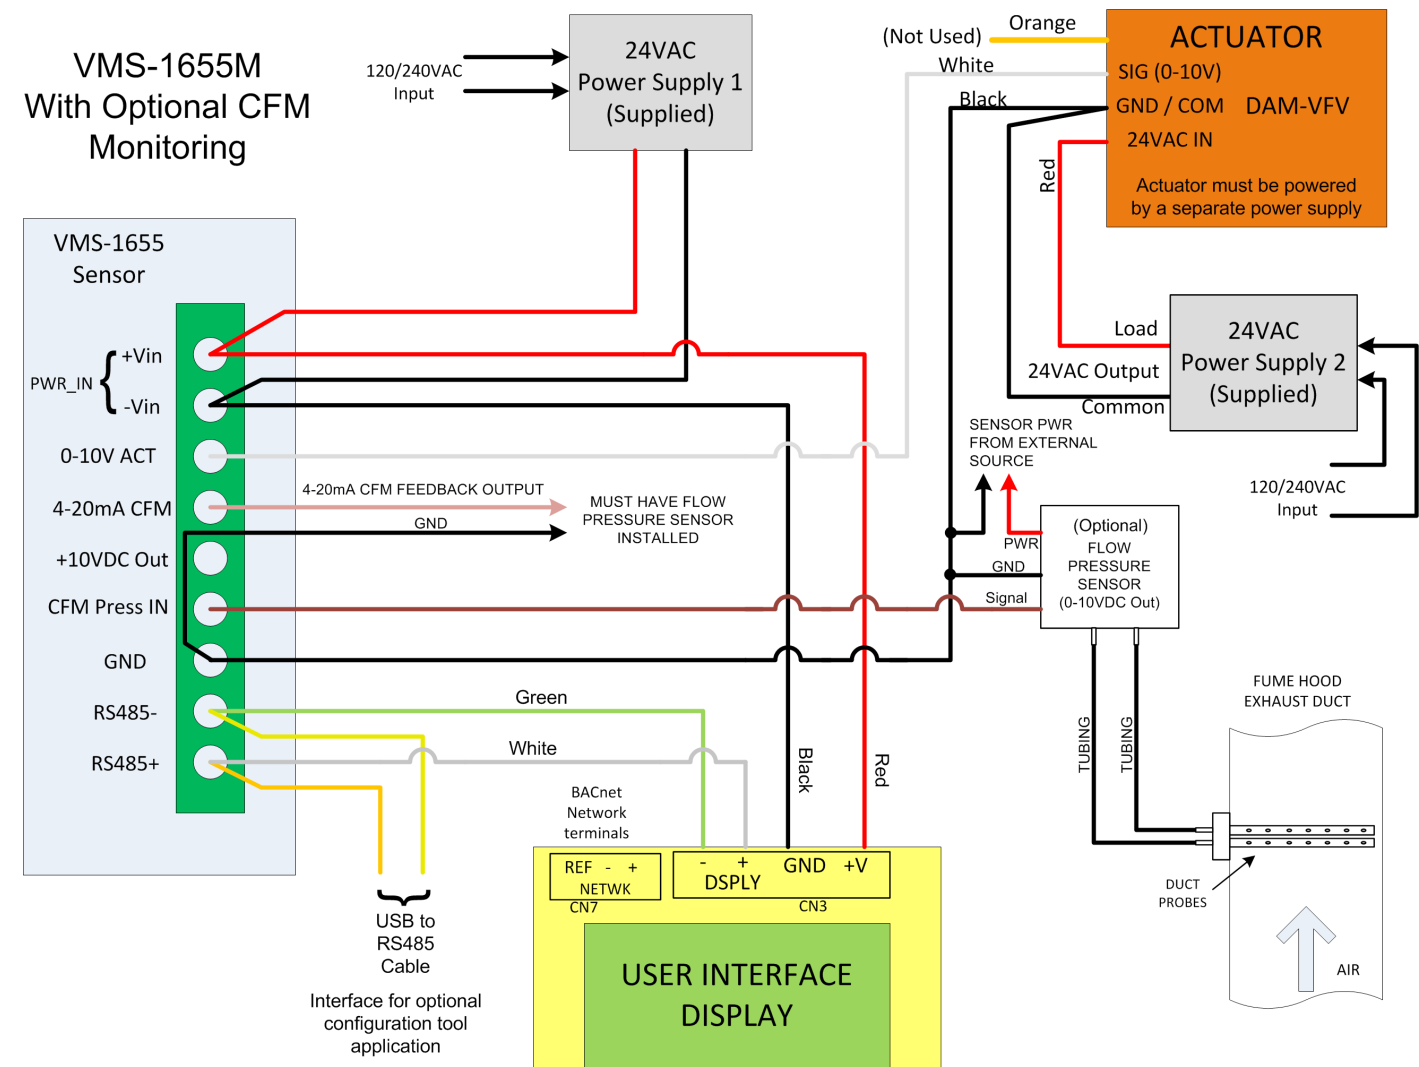 VMS-1655M
With Optional CFM
Monitoring
120/240VAC
Input
24VAC
Power Supply 1
(Supplied)
(Not Used)
Orange
White
Black
Red
ACTUATOR
SIG (0-10V)
GND / COM
DAM-VFV
24VAC IN
Actuator must be powered
by a separate power supply
VMS-1655
Sensor
PWR_IN
+Vin
-Vin
0-10V ACT
4-20mA CFM
+10VDC Out
CFM Press IN
GND
RS485-
RS485+
4-20mA CFM FEEDBACK OUTPUT
GND
MUST HAVE FLOW
PRESSURE SENSOR
INSTALLED
Load
24VAC Output
Common
24VAC
Power Supply 2
(Supplied)
120/240VAC
Input
SENSOR PWR
FROM EXTERNAL
SOURCE
PWR
GND
Signal
(Optional)
FLOW
PRESSURE
SENSOR
(0-10VDC Out)
TUBING
TUBING
FUME HOOD
EXHAUST DUCT
DUCT
PROBES
AIR
Green
White
Black
Red
USB to
RS485
Cable
Interface for optional
configuration tool
application
BACnet
Network
terminals
REF - +
NETWK
CN7
- + GND +V
DSPLY
CN3
USER INTERFACE
DISPLAY